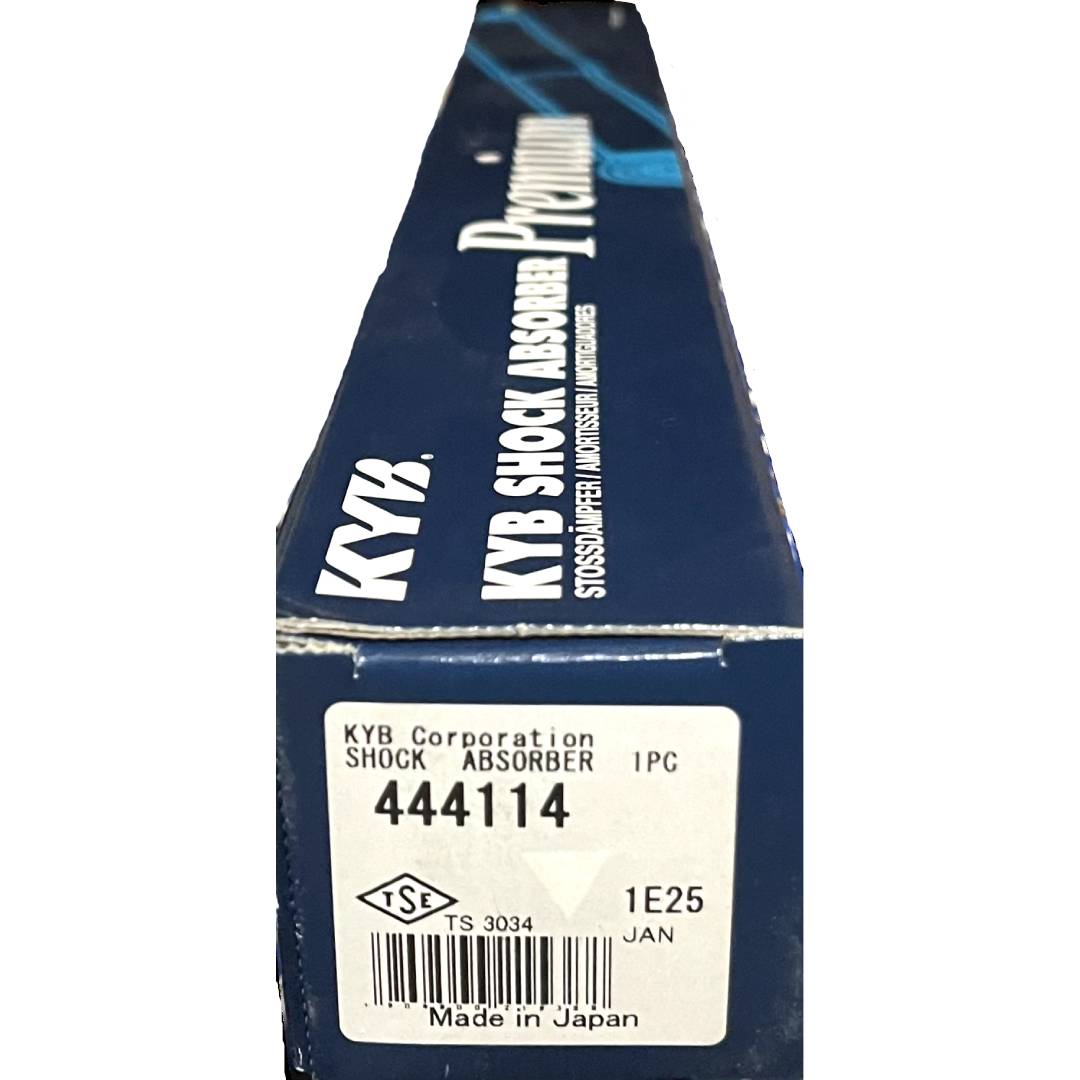 KYB®
KYB SHOCK ABSORBER Premium
STOSSDÄMPFER/AMORTISSEUR/AMORTIGUADORES
KYB Corporation
SHOCK ABSORBER 1PC
444114
TSE
TS 3034
1E25
JAN
Made in Japan